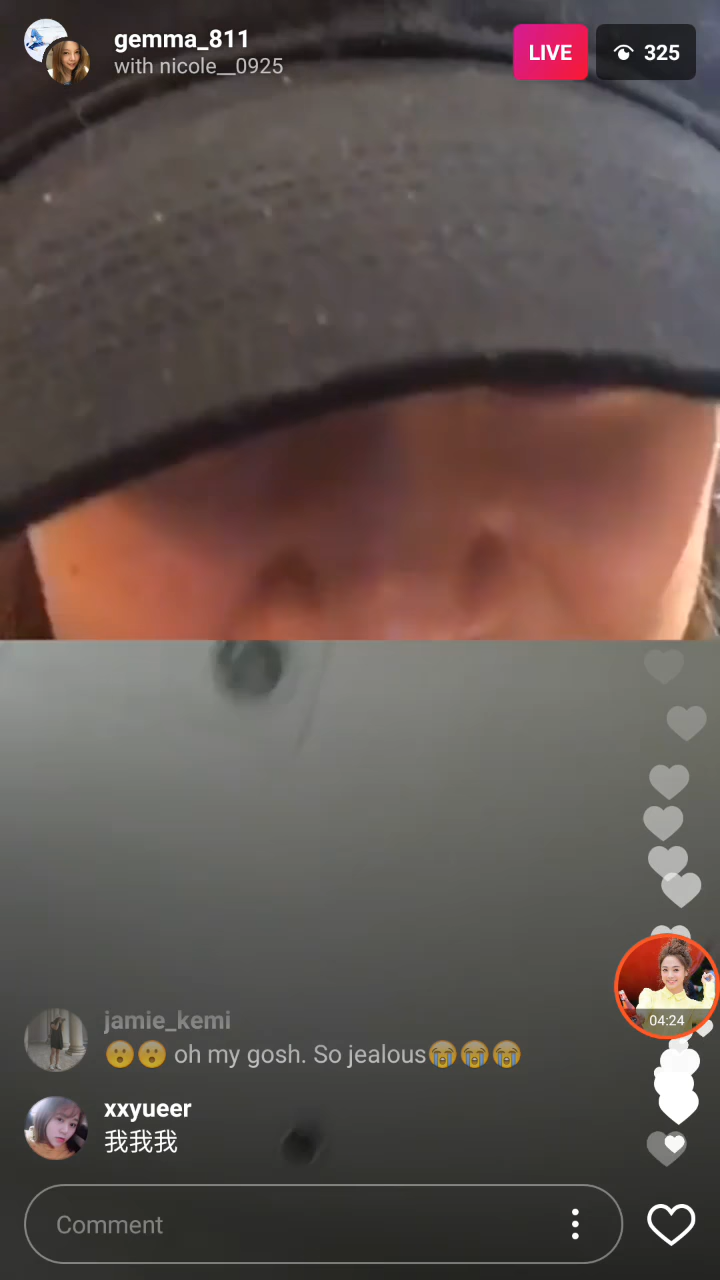 gemma_811
with nicole__0925
LIVE
325
04:24
jamie_kemi
😮😮 oh my gosh. So jealous😭😭😭
xxyueer
我我我
Comment